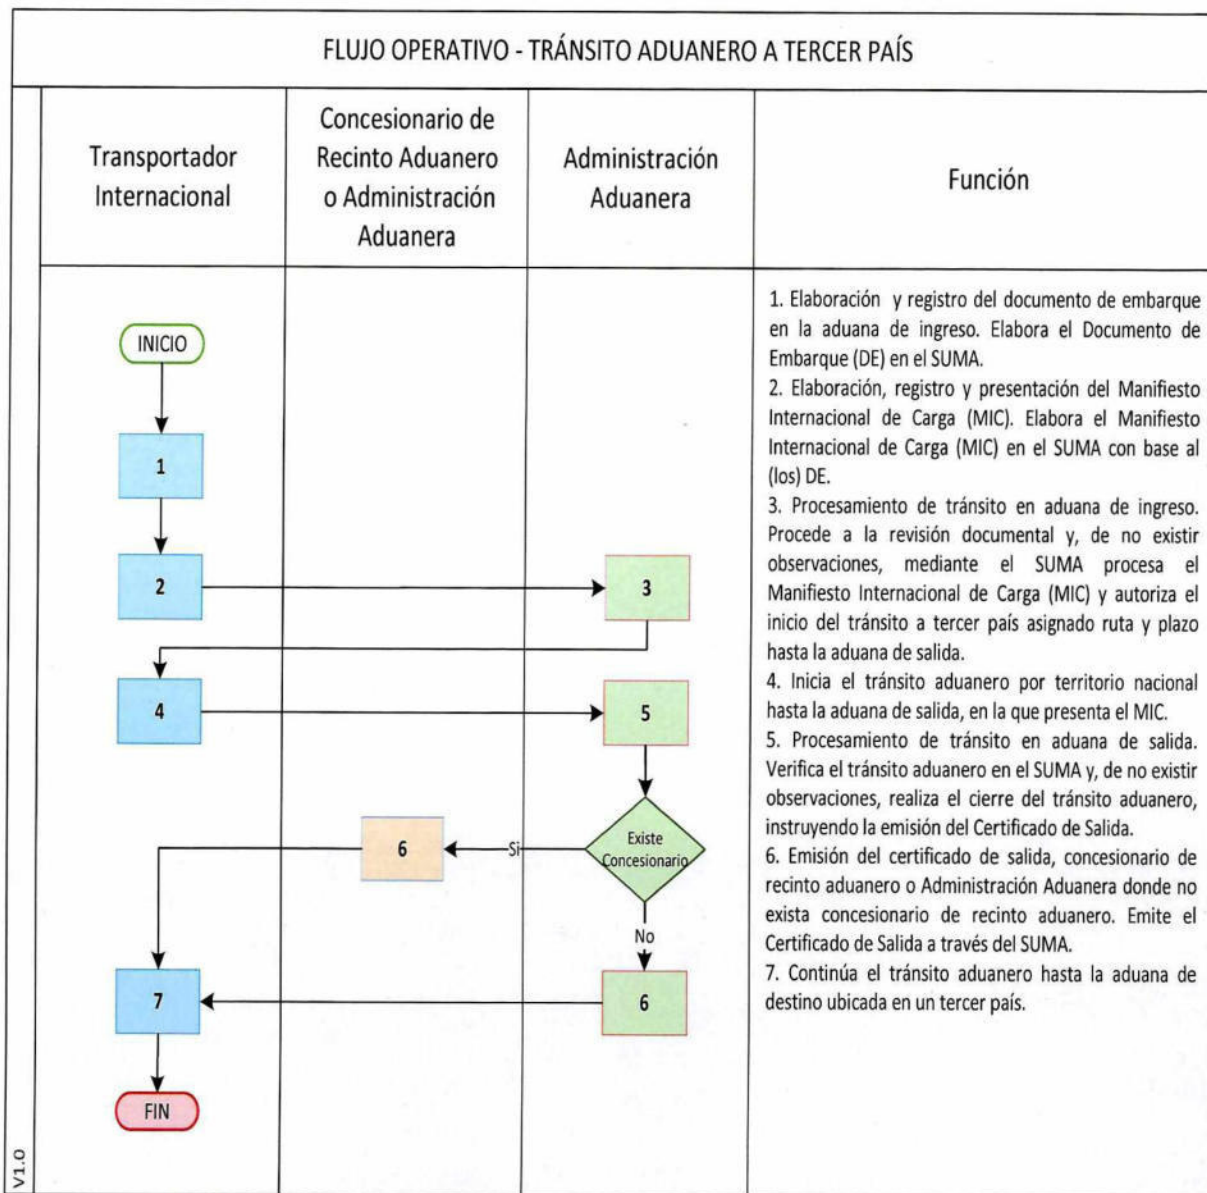 FLUJO OPERATIVO - TRÁNSITO ADUANERO A TERCER PAÍS
Transportador
Internacional
Concesionario de
Recinto Aduanero
o Administración
Aduanera
Administración
Aduanera
Función
INICIO
1
2
3
4
5
Existe
Concesionario
Si
6
No
6
7
FIN
1. Elaboración y registro del documento de embarque
en la aduana de ingreso. Elabora el Documento de
Embarque (DE) en el SUMA.
2. Elaboración, registro y presentación del Manifiesto
Internacional de Carga (MIC). Elabora el Manifiesto
Internacional de Carga (MIC) en el SUMA con base al
(los) DE.
3. Procesamiento de tránsito en aduana de ingreso.
Procede a la revisión documental y, de no existir
observaciones, mediante el SUMA procesa el
Manifiesto Internacional de Carga (MIC) y autoriza el
inicio del tránsito a tercer país asignado ruta y plazo
hasta la aduana de salida.
4. Inicia el tránsito aduanero por territorio nacional
hasta la aduana de salida, en la que presenta el MIC.
5. Procesamiento de tránsito en aduana de salida.
Verifica el tránsito aduanero en el SUMA y, de no existir
observaciones, realiza el cierre del tránsito aduanero,
instruyendo la emisión del Certificado de Salida.
6. Emisión del certificado de salida, concesionario de
recinto aduanero o Administración Aduanera donde no
exista concesionario de recinto aduanero. Emite el
Certificado de Salida a través del SUMA.
7. Continúa el tránsito aduanero hasta la aduana de
destino ubicada en un tercer país.
V1.0